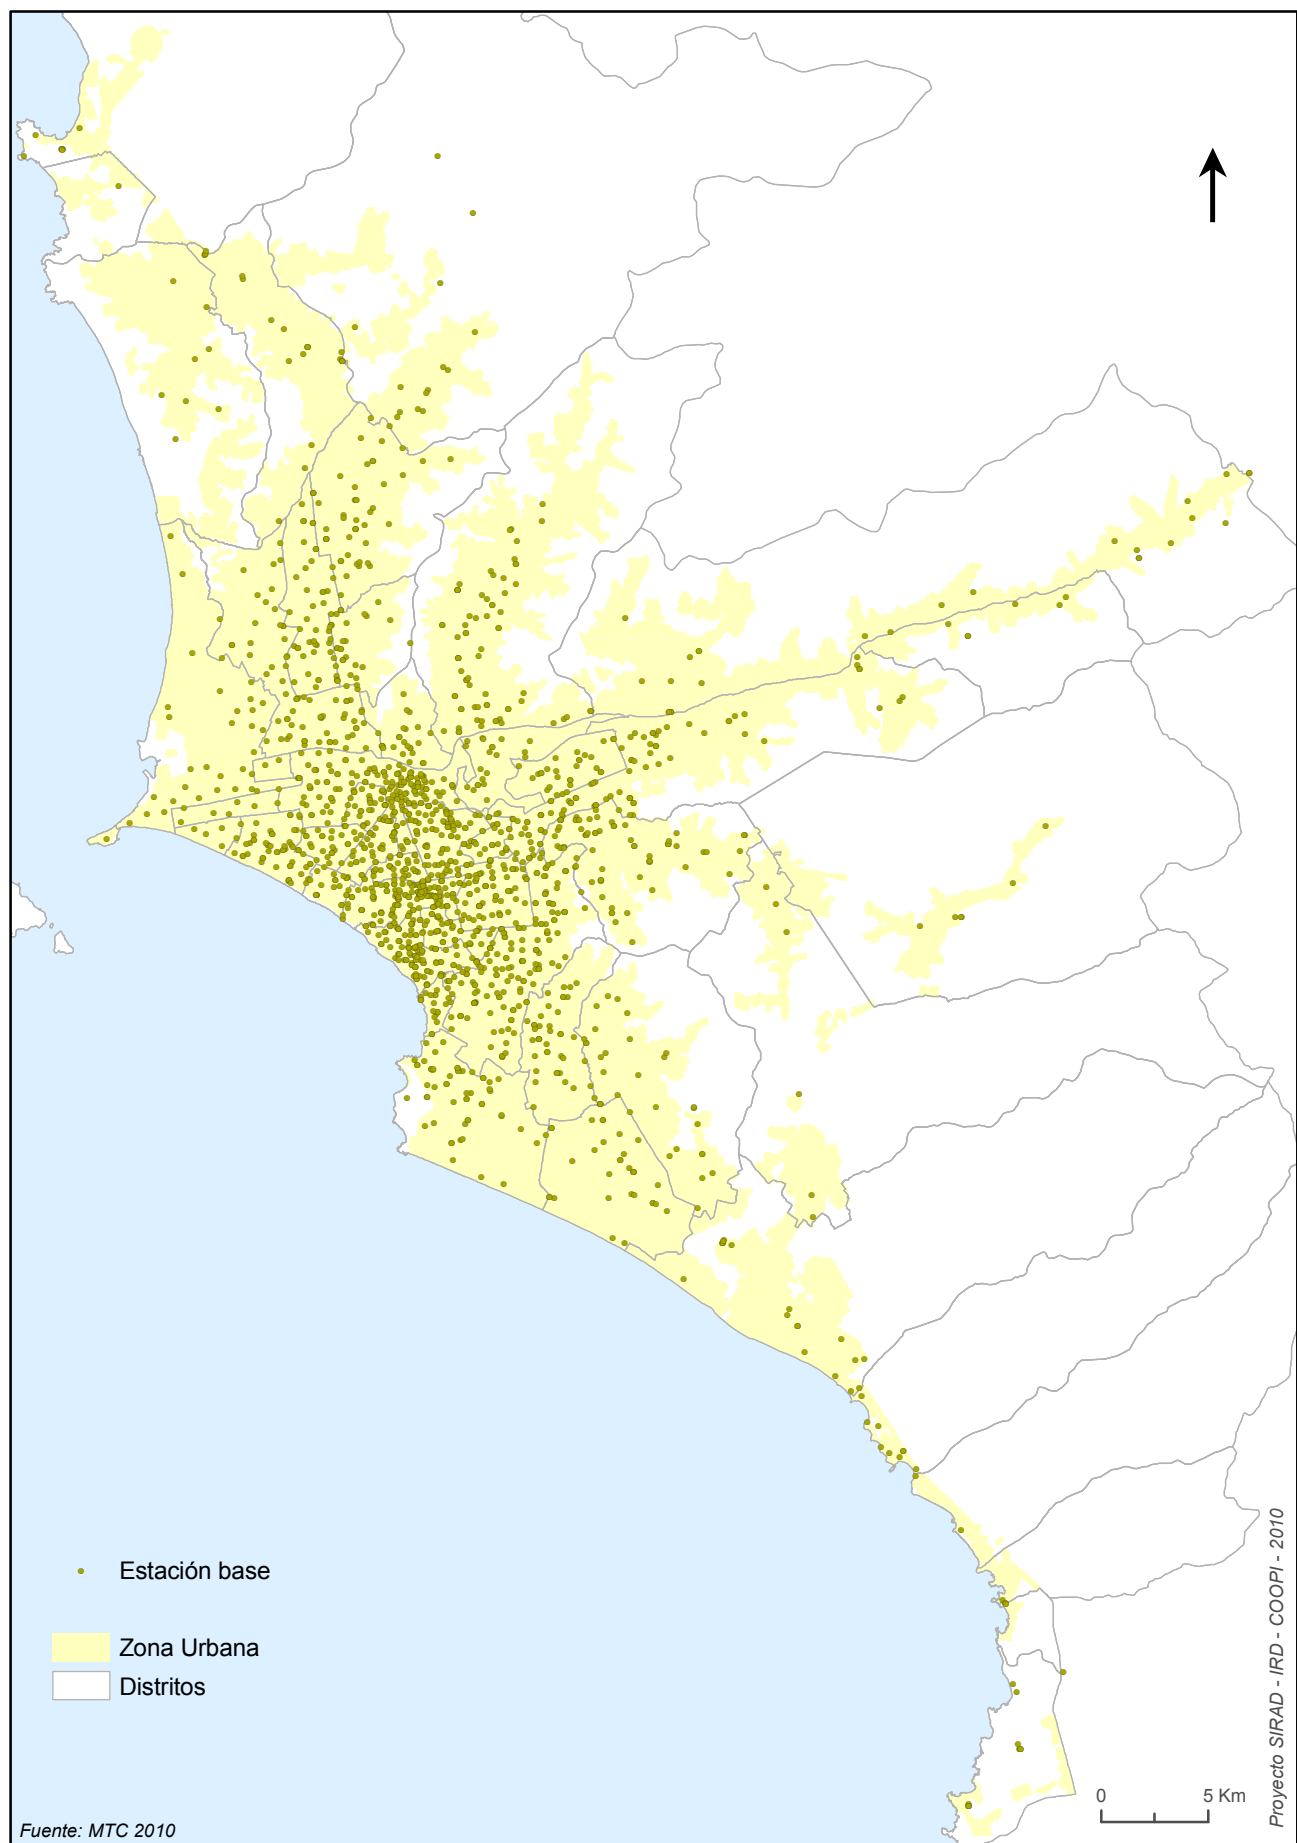 Estación base
Zona Urbana
Distritos
0 5 Km
Fuente: MTC 2010
Proyecto SIRAD - IRD - COOPI - 2010